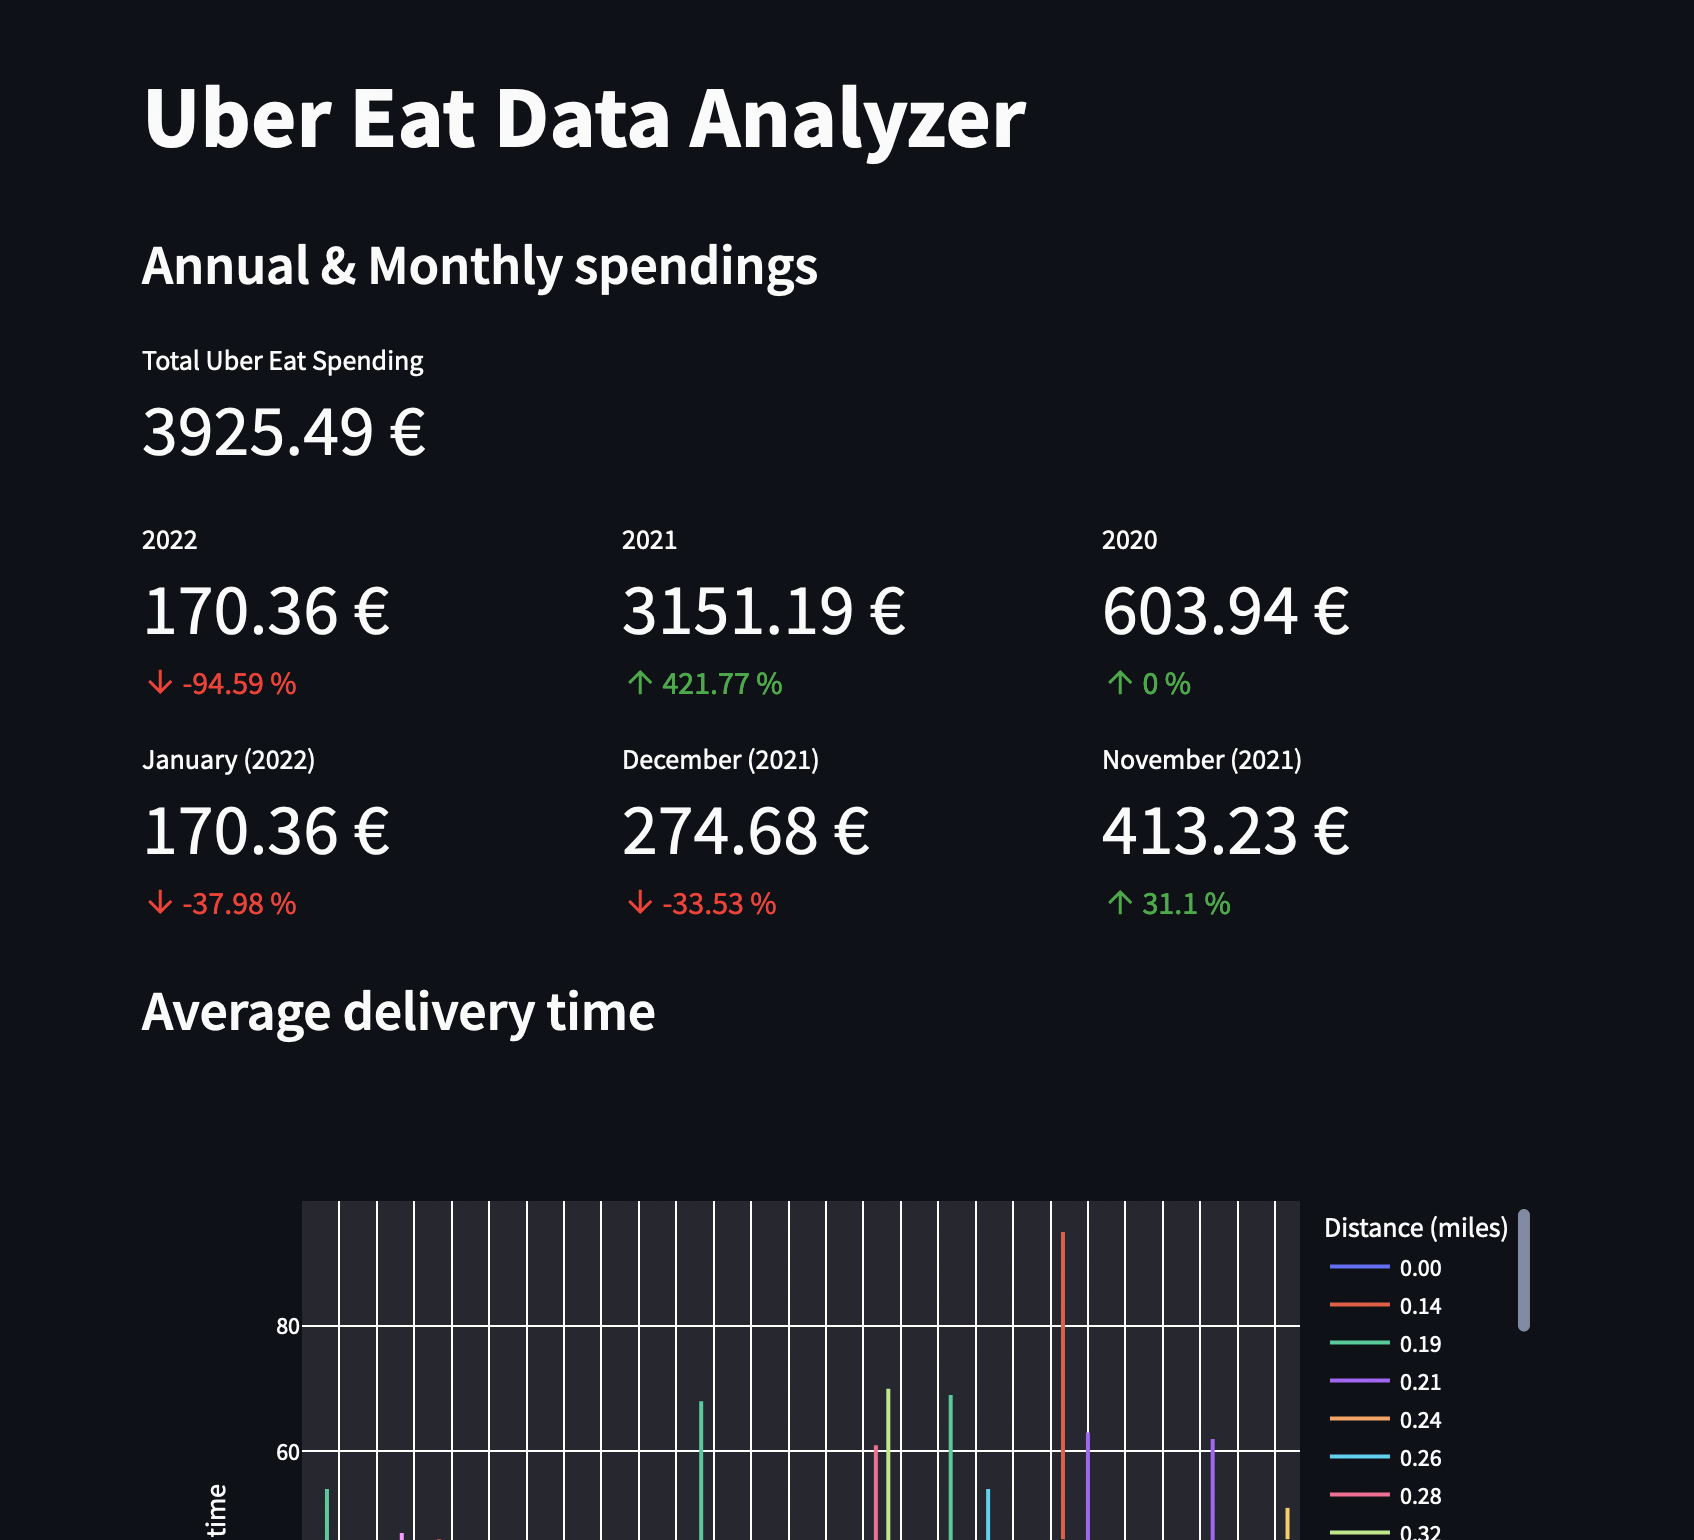 Uber Eat Data Analyzer
Annual & Monthly spendings
Total Uber Eat Spending
3925.49 €
2022
2021
2020
170.36 €
3151.19 €
603.94 €
↓ -94.59 %
↑ 421.77 %
↑ 0 %
January (2022)
December (2021)
November (2021)
170.36 €
274.68 €
413.23 €
↓ -37.98 %
↓ -33.53 %
↑ 31.1 %
Average delivery time
80
60
time
Distance (miles)
0.00
0.14
0.19
0.21
0.24
0.26
0.28
0.32